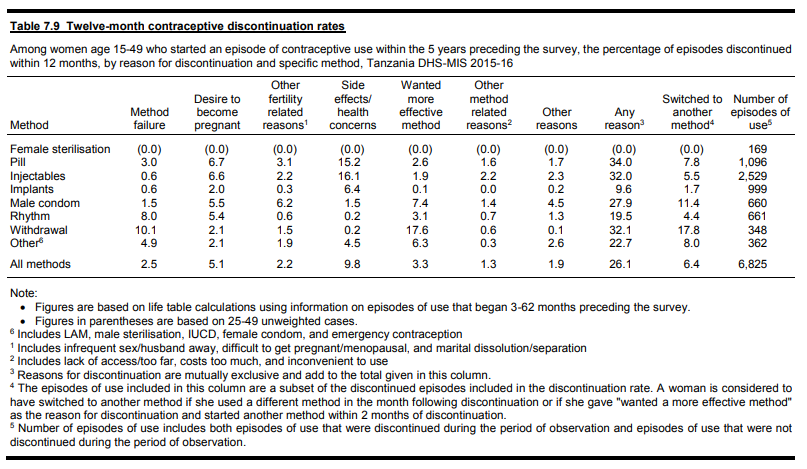 Table 7.9 Twelve-month contraceptive discontinuation rates
Among women age 15-49 who started an episode of contraceptive use within the 5 years preceding the survey, the percentage of episodes discontinued
within 12 months, by reason for discontinuation and specific method, Tanzania DHS-MIS 2015-16
Method | Method failure | Desire to become pregnant | Other fertility related reasons¹ | Side effects/ health concerns | Wanted more effective method | Other method related reasons² | Other reasons | Any reason³ | Switched to another method⁴ | Number of episodes of use⁵
Female sterilisation (0.0) (0.0) (0.0) (0.0) (0.0) (0.0) (0.0) (0.0) (0.0) 169
Pill 3.0 6.7 3.1 15.2 2.6 1.6 1.7 34.0 7.8 1,096
Injectables 0.6 6.6 2.2 16.1 1.9 2.2 2.3 32.0 5.5 2,529
Implants 0.6 2.0 0.3 6.4 0.1 0.0 0.2 9.6 1.7 999
Male condom 1.5 5.5 6.2 1.5 7.4 1.4 4.5 27.9 11.4 660
Rhythm 8.0 5.4 0.6 0.2 3.1 0.7 1.3 19.5 4.4 661
Withdrawal 10.1 2.1 1.5 0.2 17.6 0.6 0.1 32.1 17.8 348
Other⁶ 4.9 2.1 1.9 4.5 6.3 0.3 2.6 22.7 8.0 362
All methods 2.5 5.1 2.2 9.8 3.3 1.3 1.9 26.1 6.4 6,825
Note:
• Figures are based on life table calculations using information on episodes of use that began 3-62 months preceding the survey.
• Figures in parentheses are based on 25-49 unweighted cases.
⁶ Includes LAM, male sterilisation, IUCD, female condom, and emergency contraception
¹ Includes infrequent sex/husband away, difficult to get pregnant/menopausal, and marital dissolution/separation
² Includes lack of access/too far, costs too much, and inconvenient to use
³ Reasons for discontinuation are mutually exclusive and add to the total given in this column.
⁴ The episodes of use included in this column are a subset of the discontinued episodes included in the discontinuation rate. A woman is considered to
have switched to another method if she used a different method in the month following discontinuation or if she gave "wanted a more effective method"
as the reason for discontinuation and started another method within 2 months of discontinuation.
⁵ Number of episodes of use includes both episodes of use that were discontinued during the period of observation and episodes of use that were not
discontinued during the period of observation.